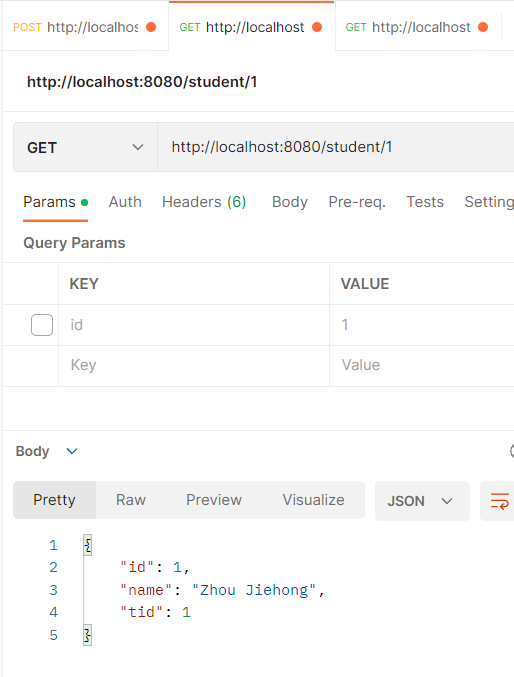 POST http://localhos GET http://localhost GET http://localhost
http://localhost:8080/student/1
GET http://localhost:8080/student/1
Params Auth Headers (6) Body Pre-req. Tests Setting
Query Params
KEY VALUE
id 1
Key Value
Body
Pretty Raw Preview Visualize JSON
1 {
2 "id": 1,
3 "name": "Zhou Jiehong",
4 "tid": 1
5 }